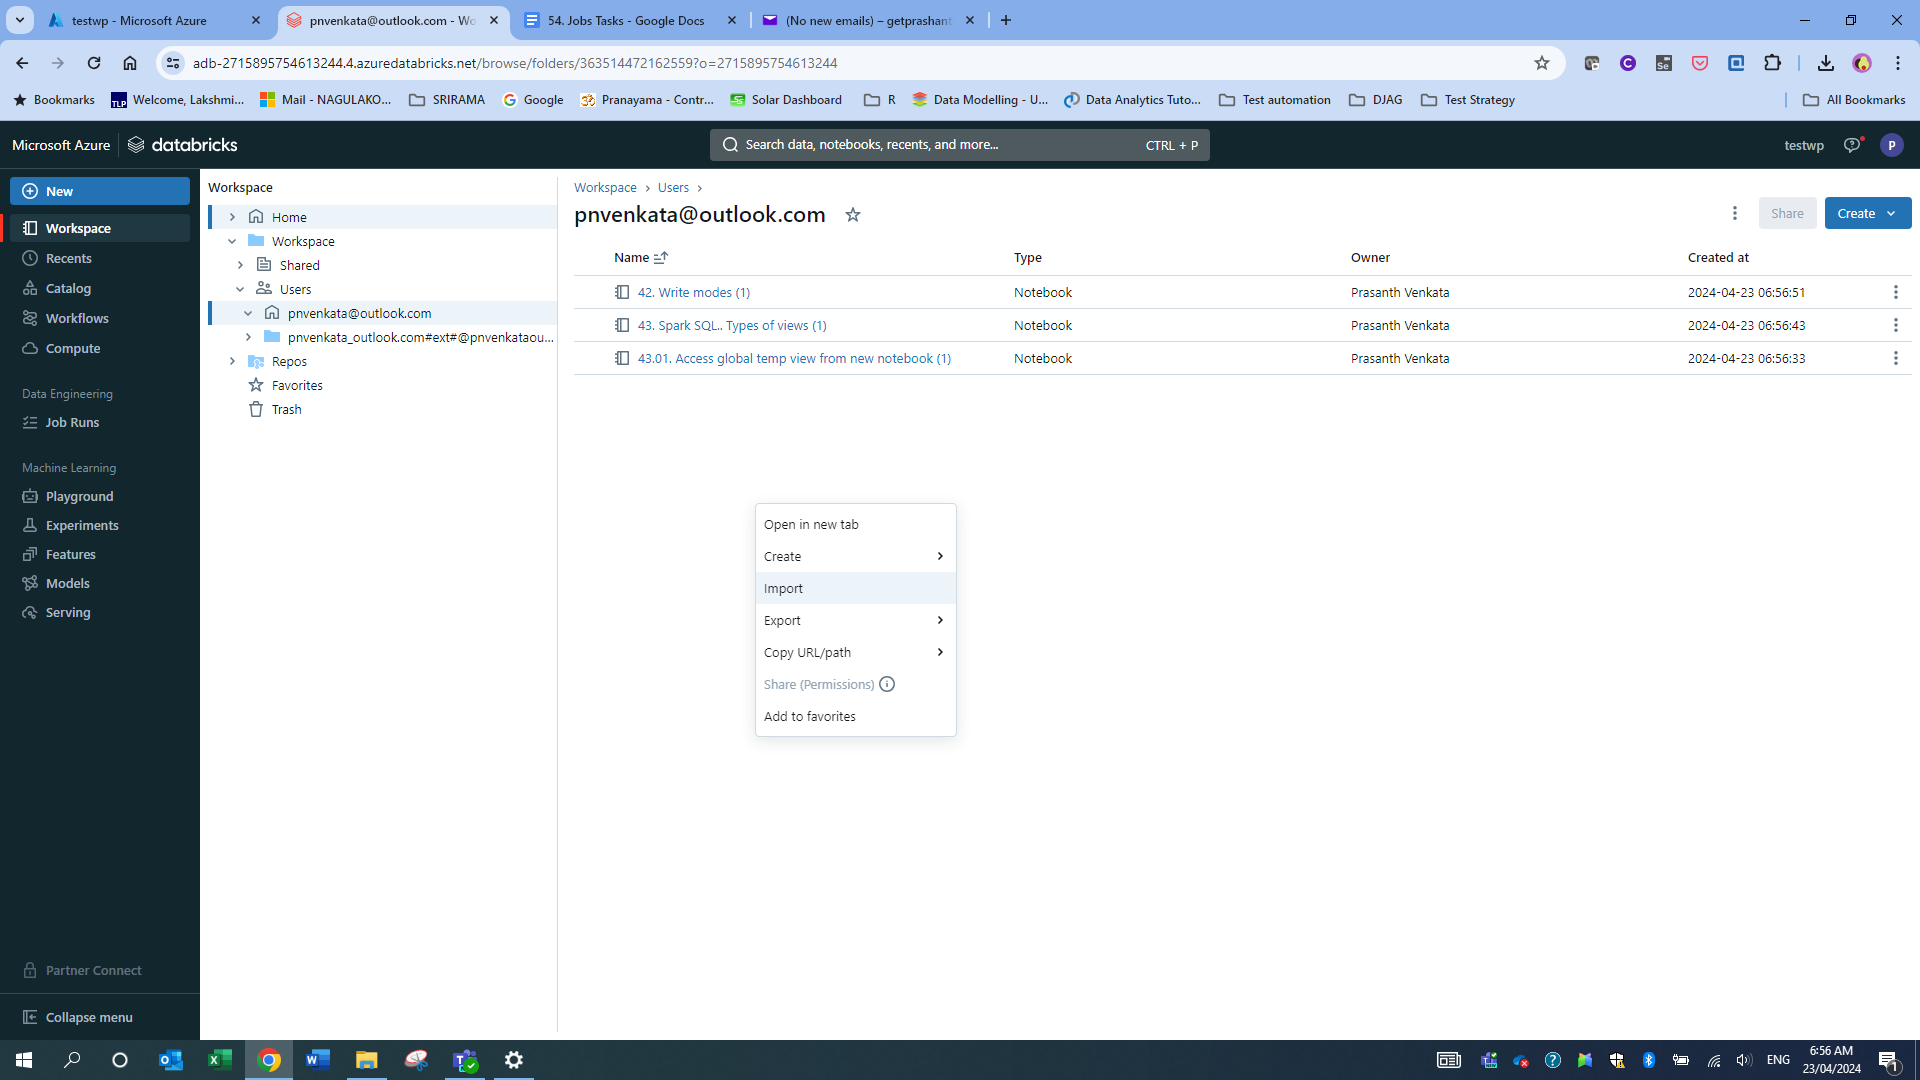 testwp - Microsoft Azure
pnvenkata@outlook.com - Wo
54. Jobs Tasks - Google Docs
(No new emails) – getprashant
adb-2715895754613244.4.azuredatabricks.net/browse/folders/363514472162559?o=2715895754613244
Bookmarks
TLP Welcome, Lakshmi...
Mail - NAGULAKO...
SRIRAMA
Google
Pranayama - Contr...
Solar Dashboard
R
Data Modelling - U...
Data Analytics Tuto...
Test automation
DJAG
Test Strategy
All Bookmarks
Microsoft Azure
databricks
Search data, notebooks, recents, and more...
CTRL + P
testwp
P
New
Workspace
Recents
Catalog
Workflows
Compute
Data Engineering
Job Runs
Machine Learning
Playground
Experiments
Features
Models
Serving
Partner Connect
Collapse menu
Workspace
Home
Workspace
Shared
Users
pnvenkata@outlook.com
pnvenkata_outlook.com#ext#@pnvenkataou...
Repos
Favorites
Trash
Workspace › Users ›
pnvenkata@outlook.com
Share
Create
Name Type Owner Created at
42. Write modes (1) Notebook Prasanth Venkata 2024-04-23 06:56:51
43. Spark SQL.. Types of views (1) Notebook Prasanth Venkata 2024-04-23 06:56:43
43.01. Access global temp view from new notebook (1) Notebook Prasanth Venkata 2024-04-23 06:56:33
Open in new tab
Create
Import
Export
Copy URL/path
Share (Permissions)
Add to favorites
ENG
6:56 AM
23/04/2024
1